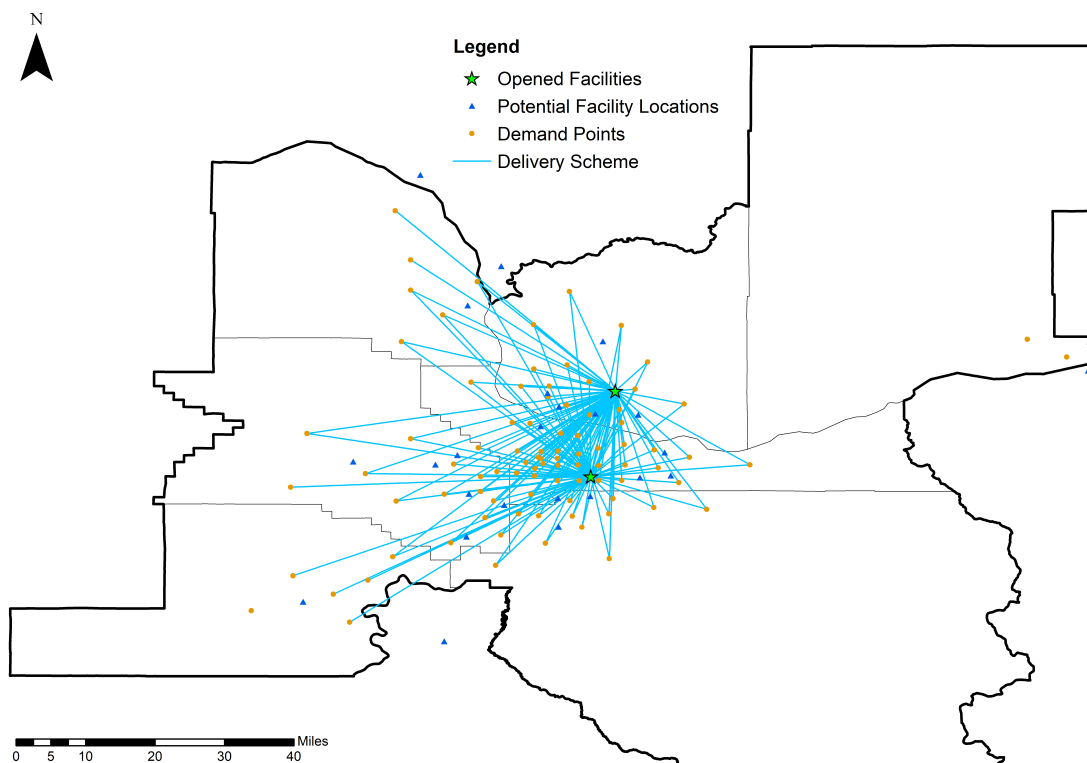 N
Legend
Opened Facilities
Potential Facility Locations
Demand Points
Delivery Scheme
Miles
0 5 10 20 30 40